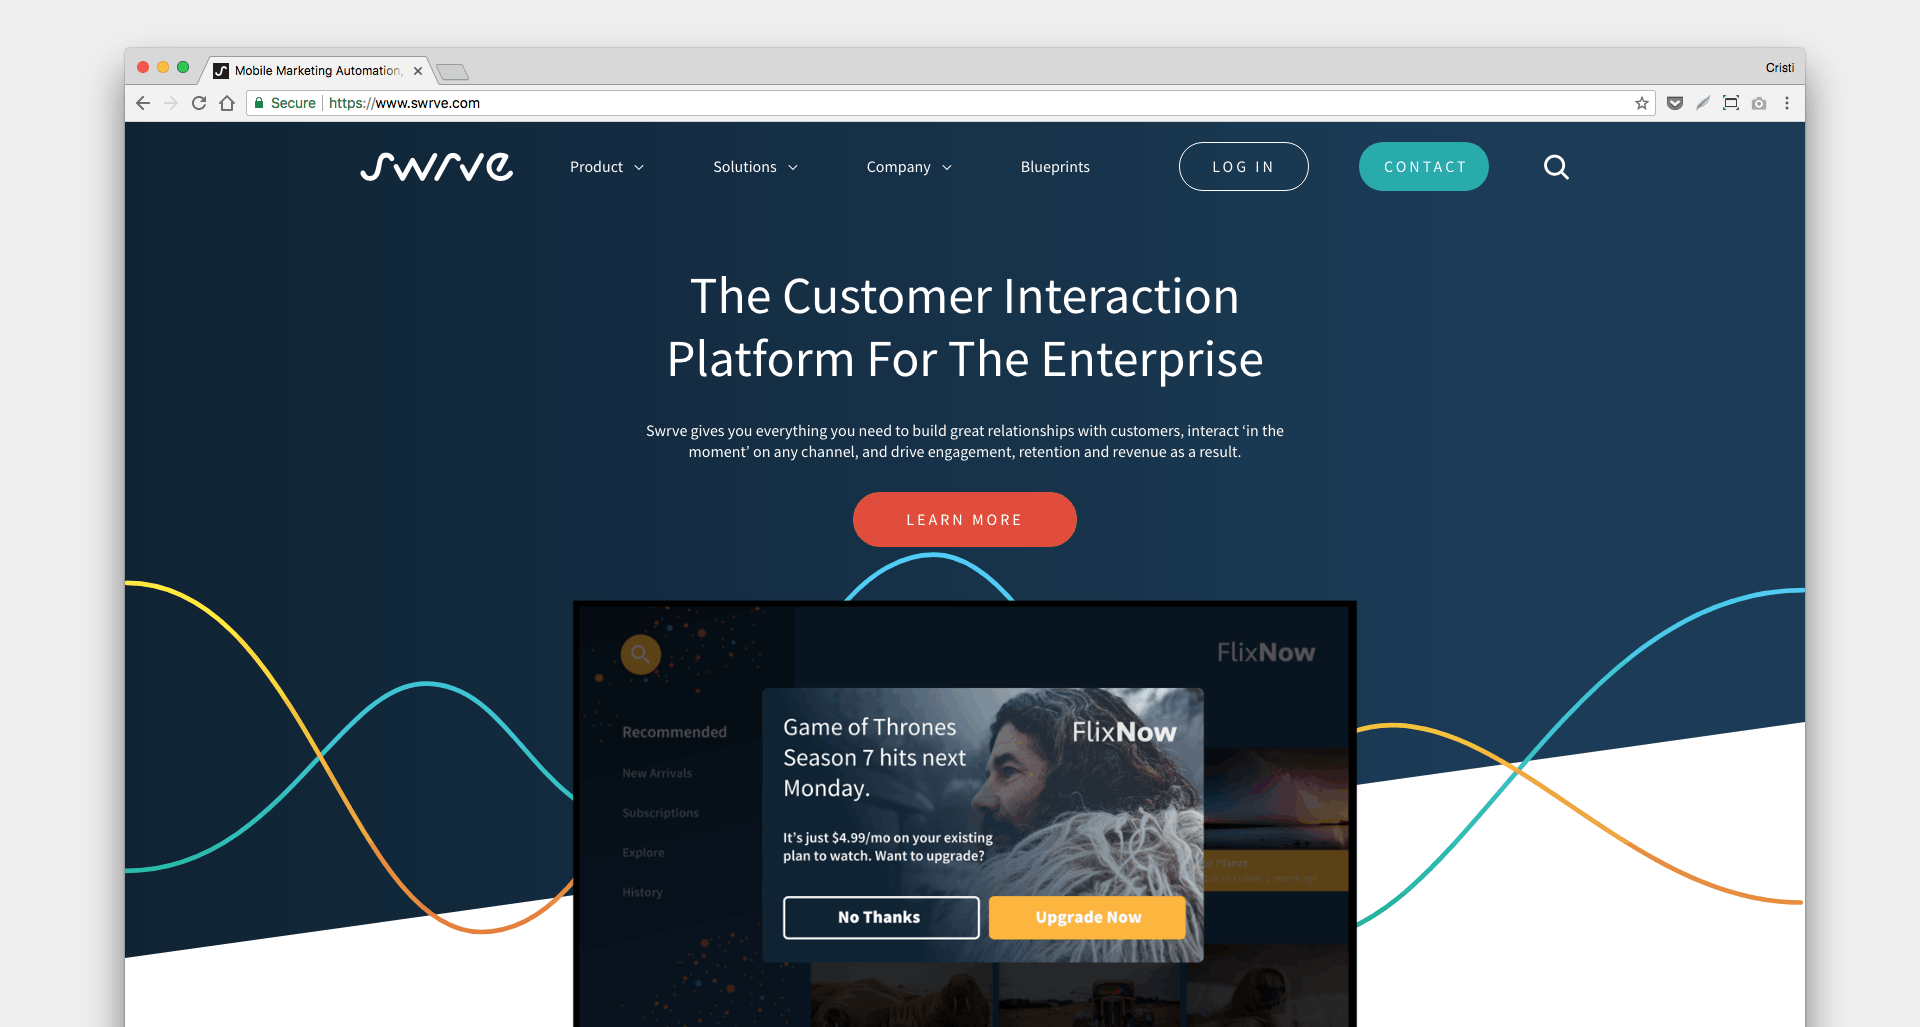 Mobile Marketing Automation,
Cristi
Secure https://www.swrve.com
swrve
Product
Solutions
Company
Blueprints
LOG IN
CONTACT
The Customer Interaction
Platform For The Enterprise
Swrve gives you everything you need to build great relationships with customers, interact ‘in the
moment’ on any channel, and drive engagement, retention and revenue as a result.
LEARN MORE
FlixNow
Recommended
New Arrivals
Subscriptions
Explore
History
Game of Thrones
Season 7 hits next
Monday.
FlixNow
It’s just $4.99/mo on your existing
plan to watch. Want to upgrade?
No Thanks
Upgrade Now
Planet
views
month ago